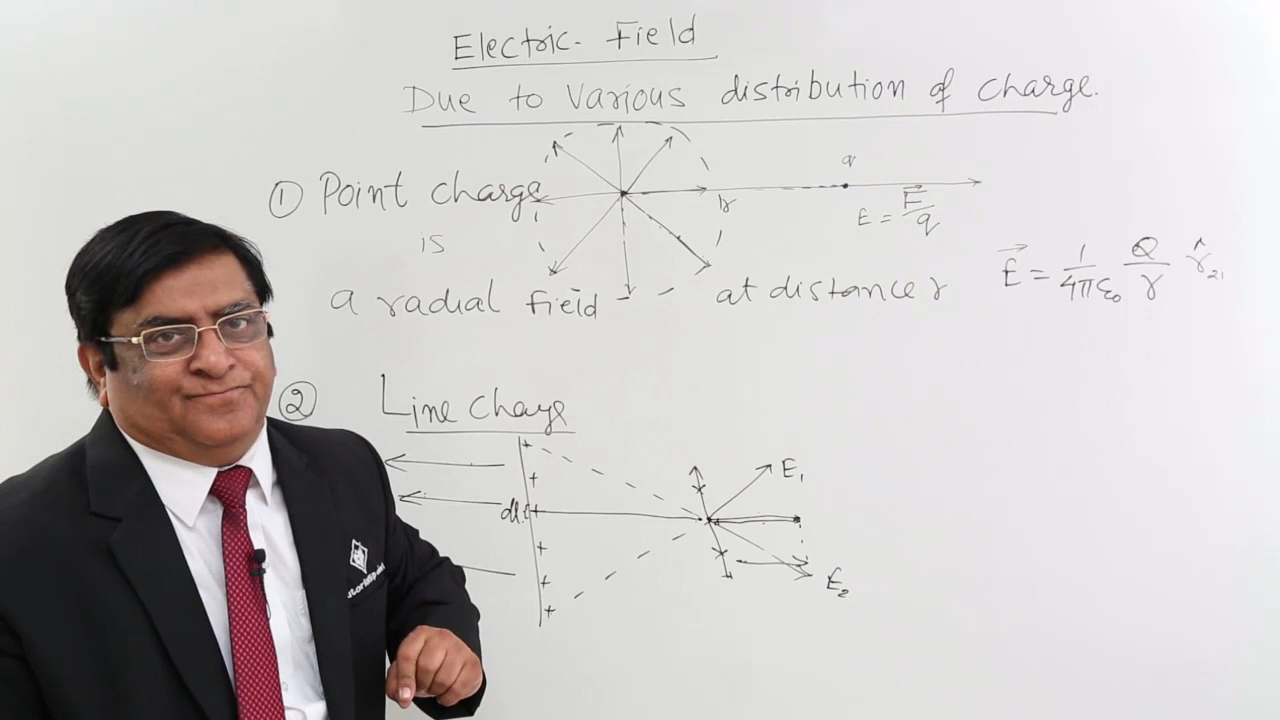 Electric. Field
Due to Various distribution of charge.
① Point charge
is
a radial field
at distance r
r
q
E = F/q
E = 1/4πε₀ Q/r r̂₂₁
② Line Charge
+
+
dl { +
+
+
+
E₁
E₂